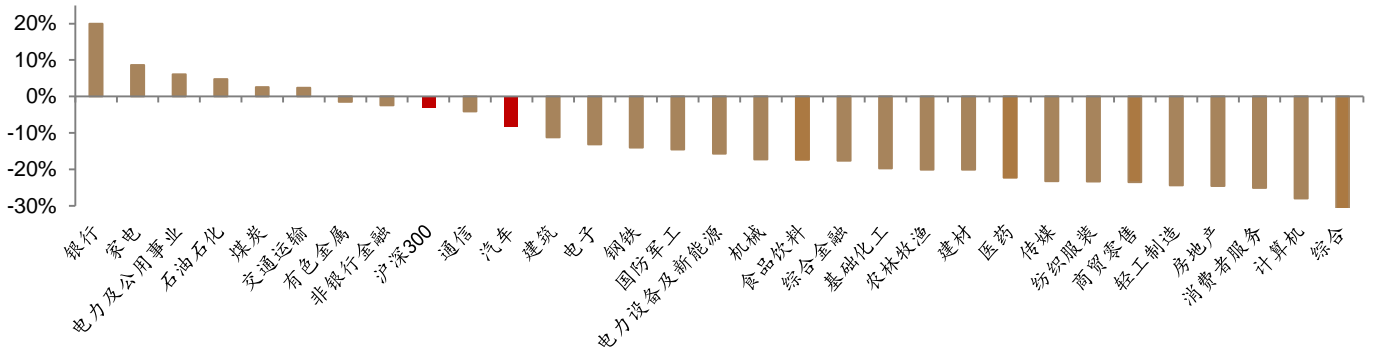 20%
10%
0%
-10%
-20%
-30%
银行
家电
电力及公用事业
石油石化
煤炭
交通运输
有色金属
非银行金融
沪深300
通信
汽车
建筑
电子
钢铁
国防军工
电力设备及新能源
机械
食品饮料
综合金融
基础化工
农林牧渔
建材
医药
传媒
纺织服装
商贸零售
轻工制造
房地产
消费者服务
计算机
综合